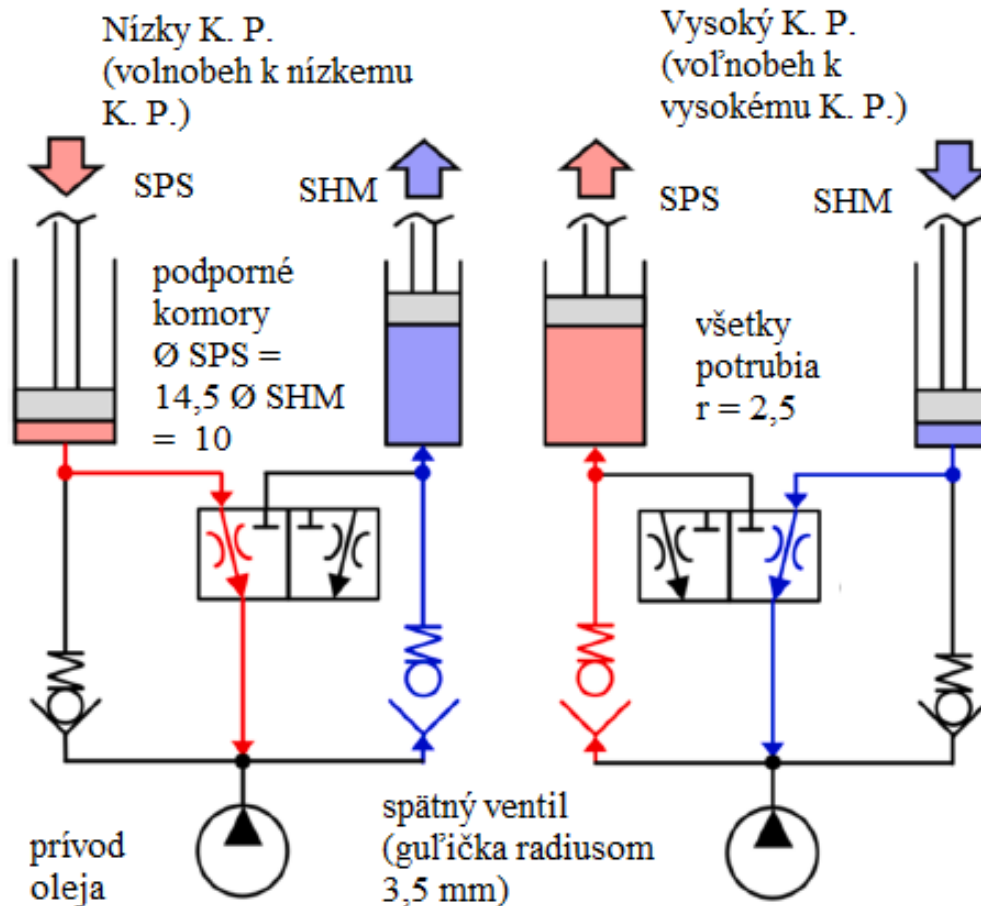 Nízky K. P.
(volnobeh k nízkemu
K. P.)
SPS
SHM
podporné
komory
Ø SPS =
14,5 Ø SHM
= 10
prívod
oleja
Vysoký K. P.
(voľnobeh k
vysokému K. P.)
SPS
SHM
všetky
potrubia
r = 2,5
spätný ventil
(guľička radiusom
3,5 mm)